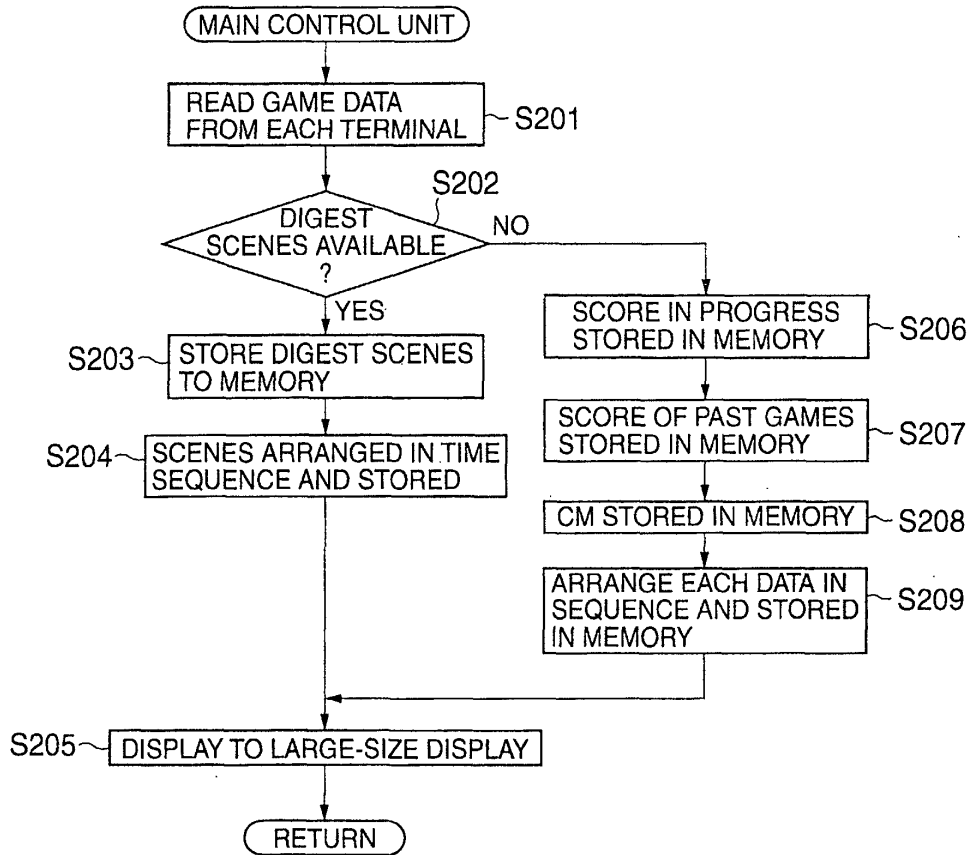 MAIN CONTROL UNIT
READ GAME DATA
FROM EACH TERMINAL
S201
S202
DIGEST
SCENES AVAILABLE
?
NO
YES
S203
STORE DIGEST SCENES
TO MEMORY
S204
SCENES ARRANGED IN TIME
SEQUENCE AND STORED
SCORE IN PROGRESS
STORED IN MEMORY
S206
SCORE OF PAST GAMES
STORED IN MEMORY
S207
CM STORED IN MEMORY
S208
ARRANGE EACH DATA IN
SEQUENCE AND STORED
IN MEMORY
S209
S205
DISPLAY TO LARGE-SIZE DISPLAY
RETURN